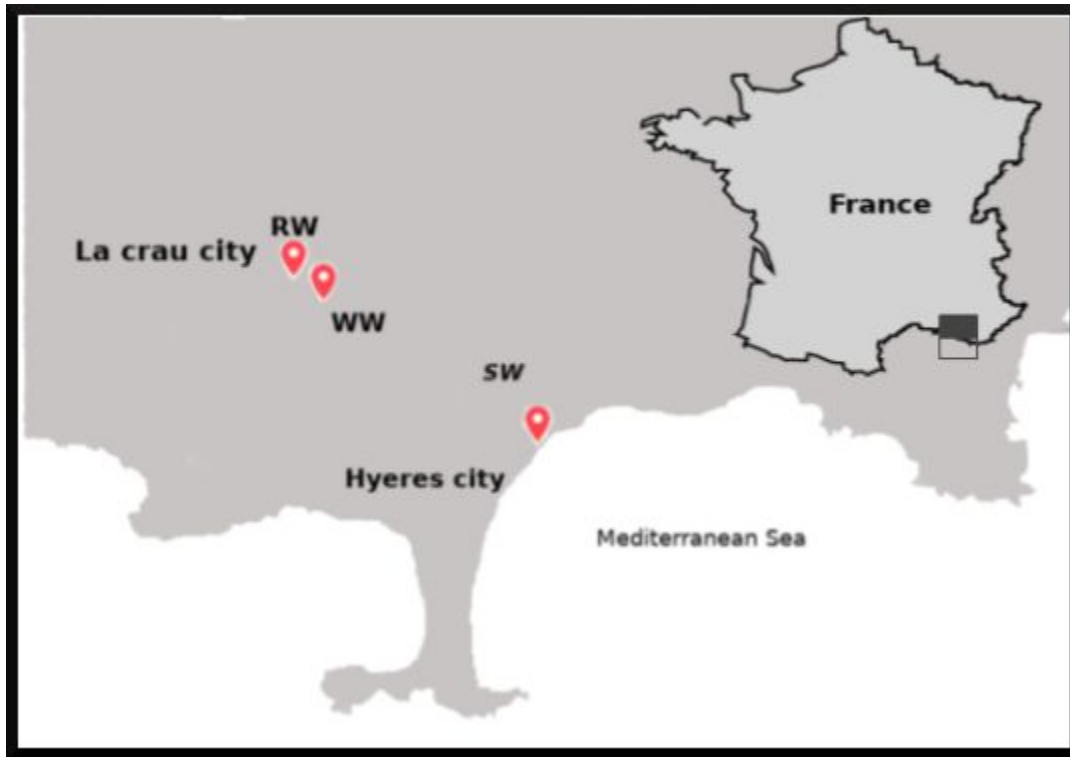 France
RW
La crau city
WW
SW
Hyeres city
Mediterranean Sea